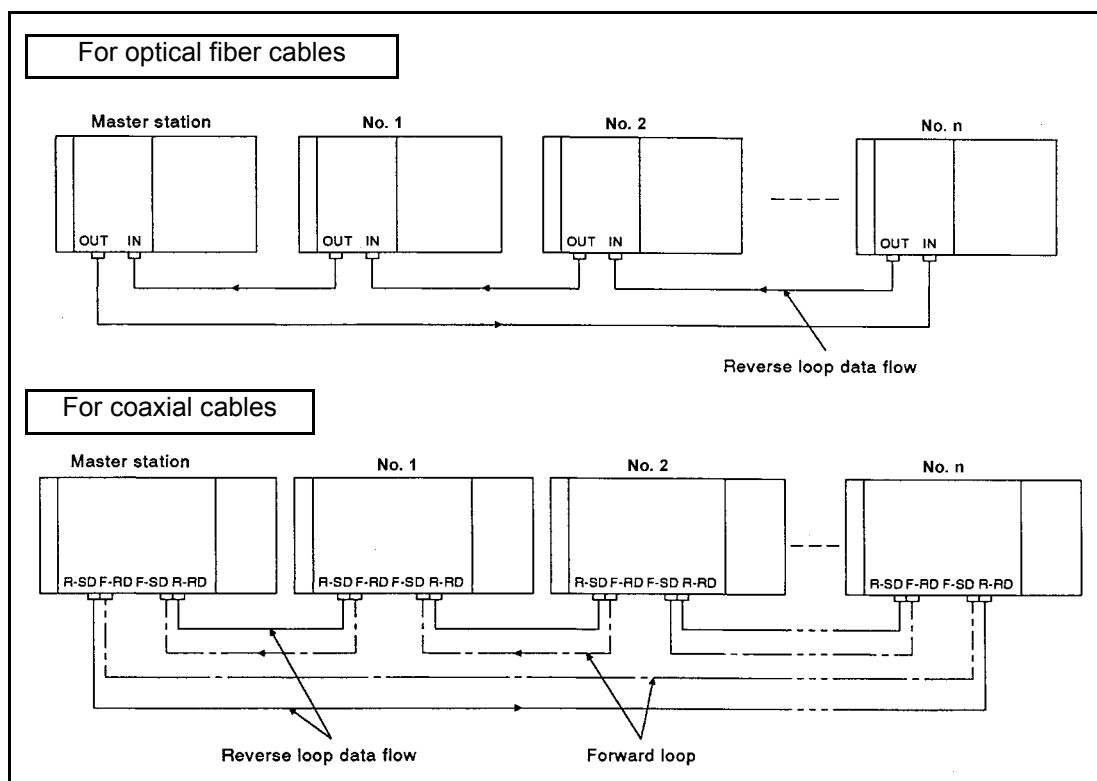 For optical fiber cables
Master station No. 1 No. 2 No. n
OUT IN OUT IN OUT IN OUT IN
Reverse loop data flow
For coaxial cables
Master station No. 1 No. 2 No. n
R-SD F-RD F-SD R-RD R-SD F-RD F-SD R-RD R-SD F-RD F-SD R-RD R-SD F-RD F-SD R-RD
Reverse loop data flow Forward loop